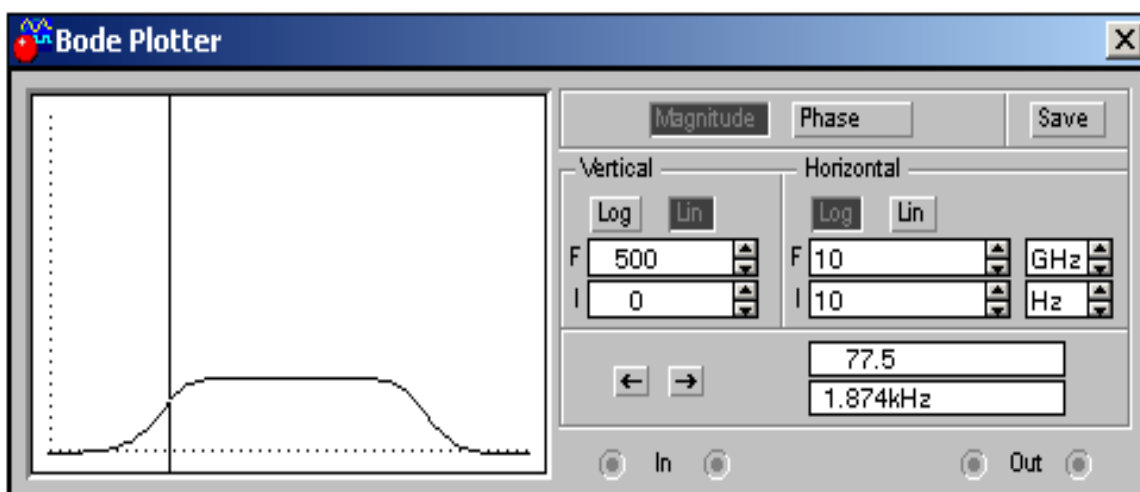 Bode Plotter
Magnitude Phase Save
Vertical Horizontal
Log Lin Log Lin
F 500 F 10 GHz
I 0 I 10 Hz
← → 77.5
1.874kHz
In Out